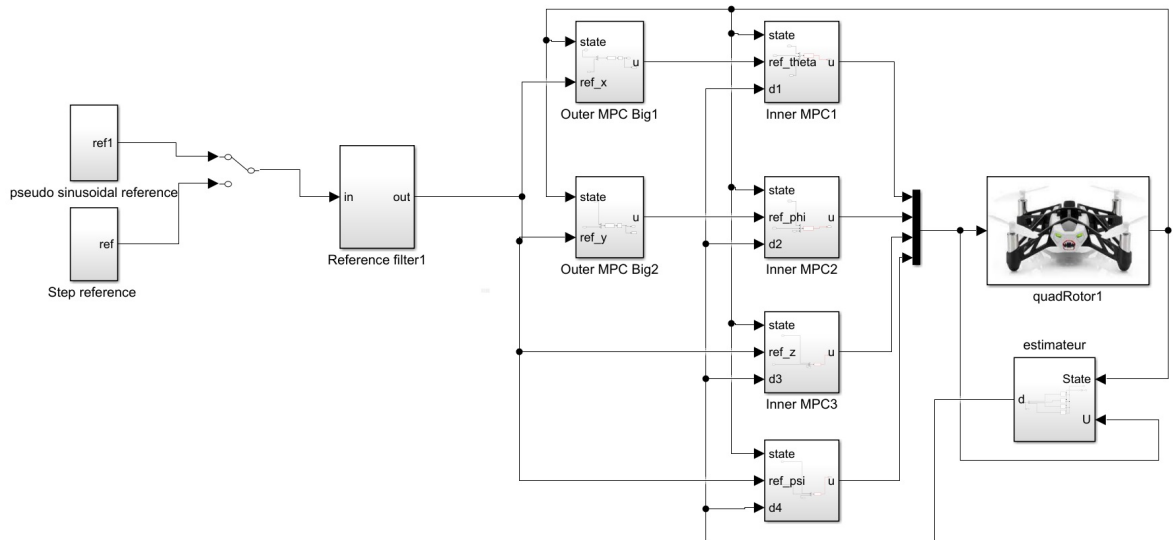 ref1
pseudo sinusoidal reference
ref
Step reference
in
out
Reference filter1
state
u
ref_x
Outer MPC Big1
state
u
ref_y
Outer MPC Big2
state
ref_theta
u
d1
Inner MPC1
state
ref_phi
u
d2
Inner MPC2
state
ref_z
u
d3
Inner MPC3
state
ref_psi
u
d4
quadRotor1
estimateur
State
d
U